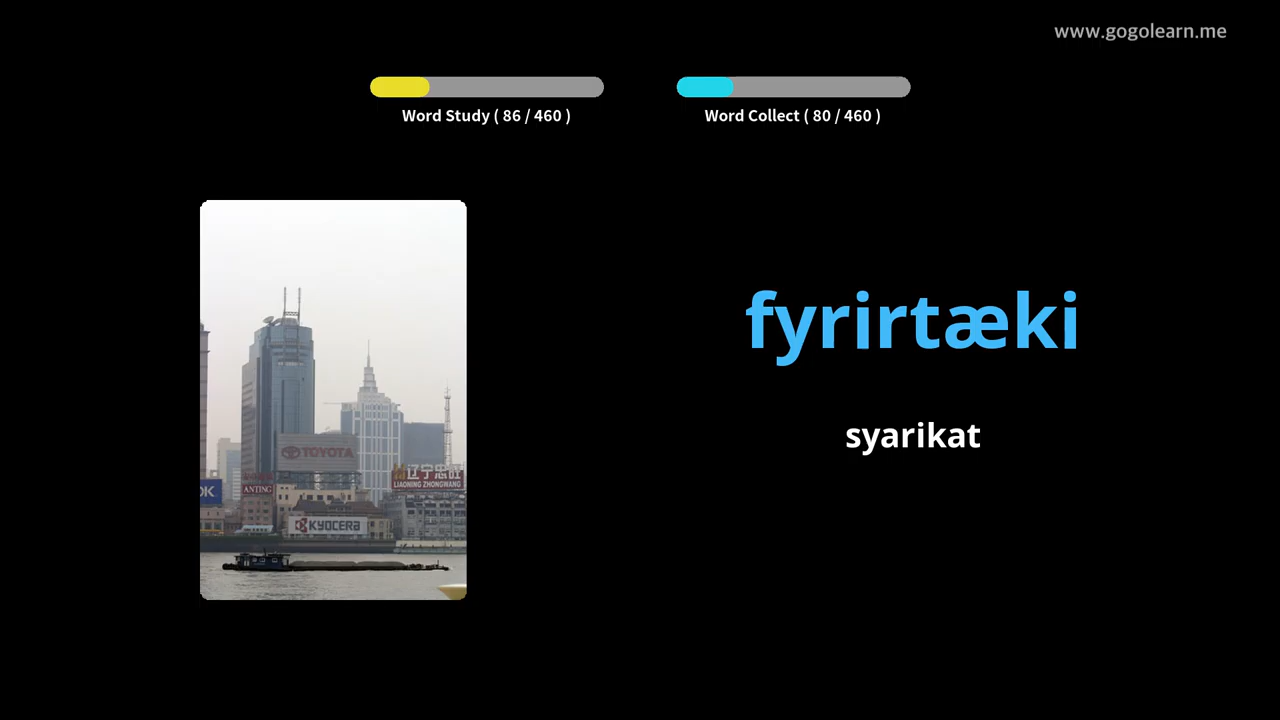 www.gogolearn.me
Word Study ( 86 / 460 )
Word Collect ( 80 / 460 )
fyrirtæki
syarikat
TOYOTA
辽宁忠旺
LIAONING ZHONGWANG
OK
ANTING
KYOCERA